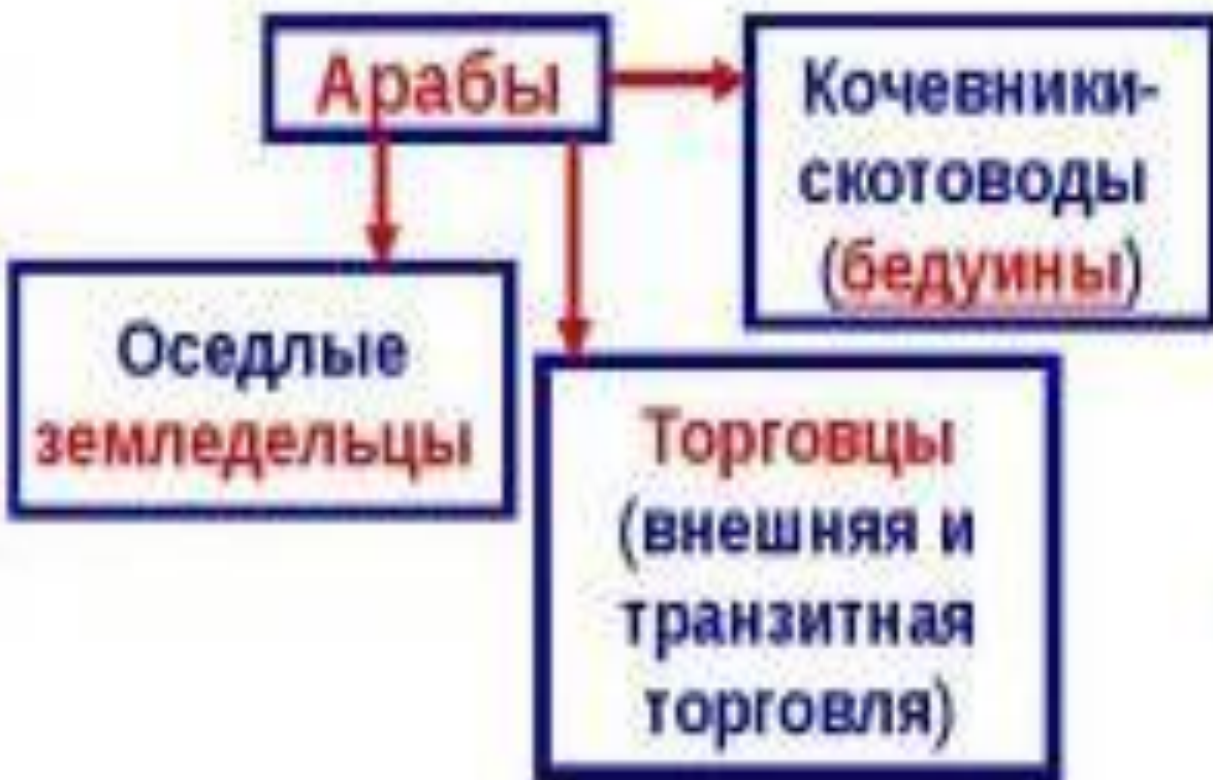 Арабы
Кочевники-
скотоводы
(бедуины)
Оседлые
земледельцы
Торговцы
(внешняя и
транзитная
торговля)